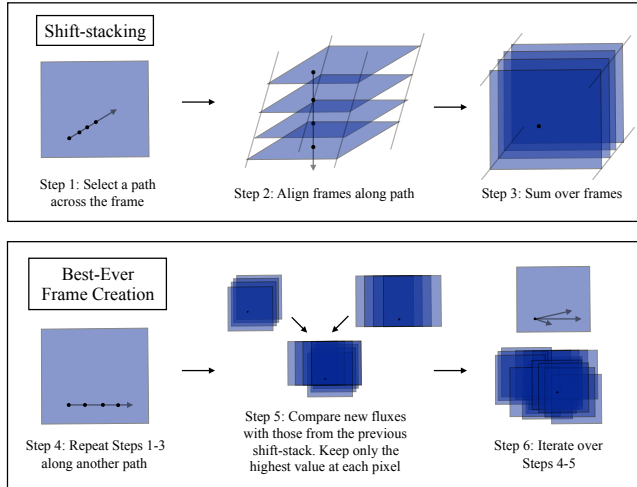 Shift-stacking
Step 1: Select a path
across the frame
Step 2: Align frames along path
Step 3: Sum over frames
Best-Ever
Frame Creation
Step 4: Repeat Steps 1-3
along another path
Step 5: Compare new fluxes
with those from the previous
shift-stack. Keep only the
highest value at each pixel
Step 6: Iterate over
Steps 4-5